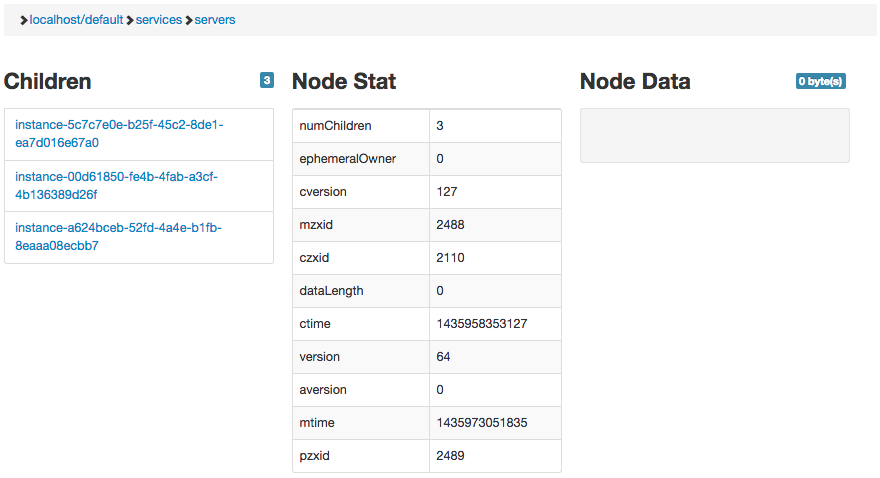 localhost/default services servers
Children 3
instance-5c7c7e0e-b25f-45c2-8de1-
ea7d016e67a0
instance-00d61850-fe4b-4fab-a3cf-
4b136389d26f
instance-a624bceb-52fd-4a4e-b1fb-
8eaaa08ecbb7
Node Stat
numChildren 3
ephemeralOwner 0
cversion 127
mzxid 2488
czxid 2110
dataLength 0
ctime 1435958353127
version 64
aversion 0
mtime 1435973051835
pzxid 2489
Node Data 0 byte(s)